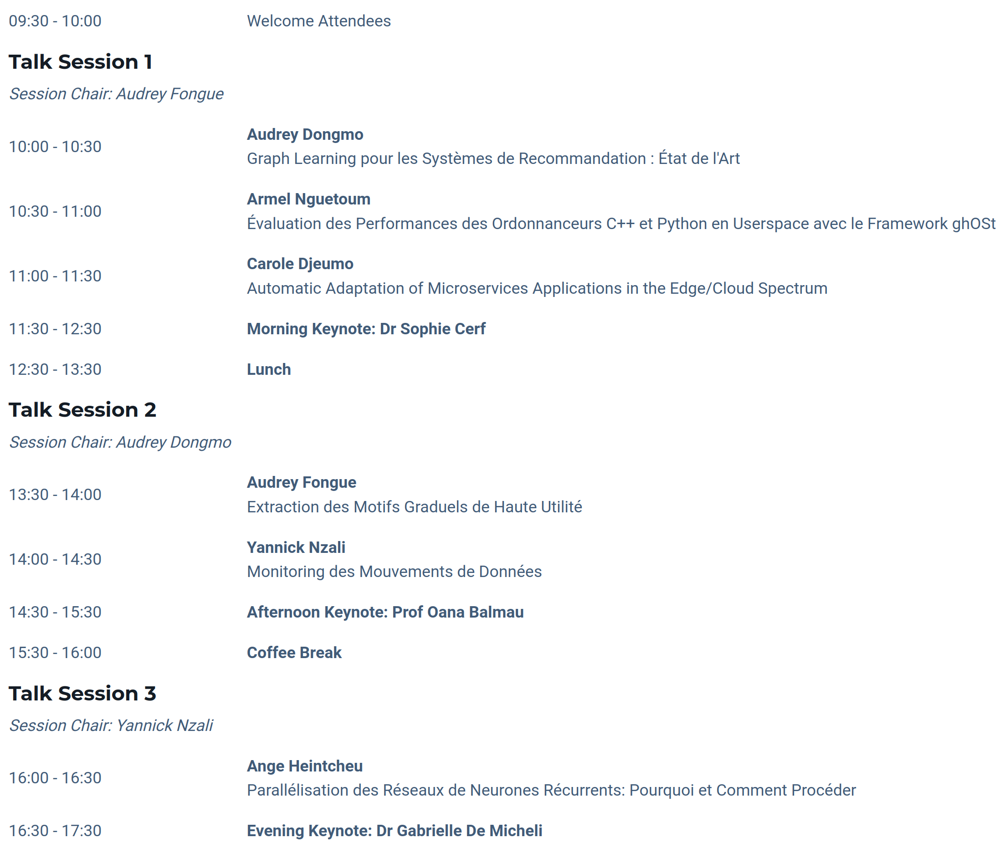 09:30 - 10:00 Welcome Attendees
Talk Session 1
Session Chair: Audrey Fongue
10:00 - 10:30 Audrey Dongmo
Graph Learning pour les Systèmes de Recommandation : État de l'Art
10:30 - 11:00 Armel Nguetoum
Évaluation des Performances des Ordonnanceurs C++ et Python en Userspace avec le Framework ghOSt
11:00 - 11:30 Carole Djeumo
Automatic Adaptation of Microservices Applications in the Edge/Cloud Spectrum
11:30 - 12:30 Morning Keynote: Dr Sophie Cerf
12:30 - 13:30 Lunch
Talk Session 2
Session Chair: Audrey Dongmo
13:30 - 14:00 Audrey Fongue
Extraction des Motifs Graduels de Haute Utilité
14:00 - 14:30 Yannick Nzali
Monitoring des Mouvements de Données
14:30 - 15:30 Afternoon Keynote: Prof Oana Balmau
15:30 - 16:00 Coffee Break
Talk Session 3
Session Chair: Yannick Nzali
16:00 - 16:30 Ange Heintcheu
Parallélisation des Réseaux de Neurones Récurrents: Pourquoi et Comment Procéder
16:30 - 17:30 Evening Keynote: Dr Gabrielle De Micheli